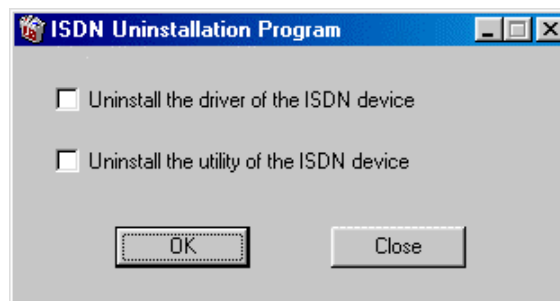 ISDN Uninstallation Program
Uninstall the driver of the ISDN device
Uninstall the utility of the ISDN device
OK Close